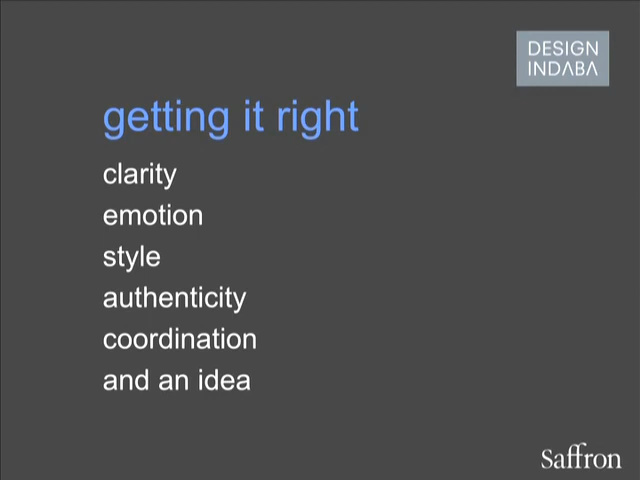 DESIGN
INDABA
getting it right
clarity
emotion
style
authenticity
coordination
and an idea
Saffron